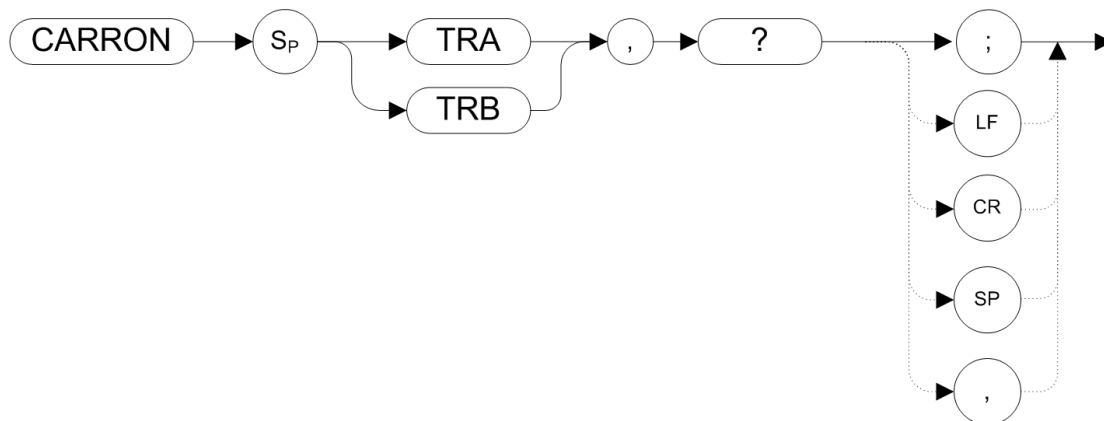 CARRON SP TRA , ? ;
TRB
LF
CR
SP
,